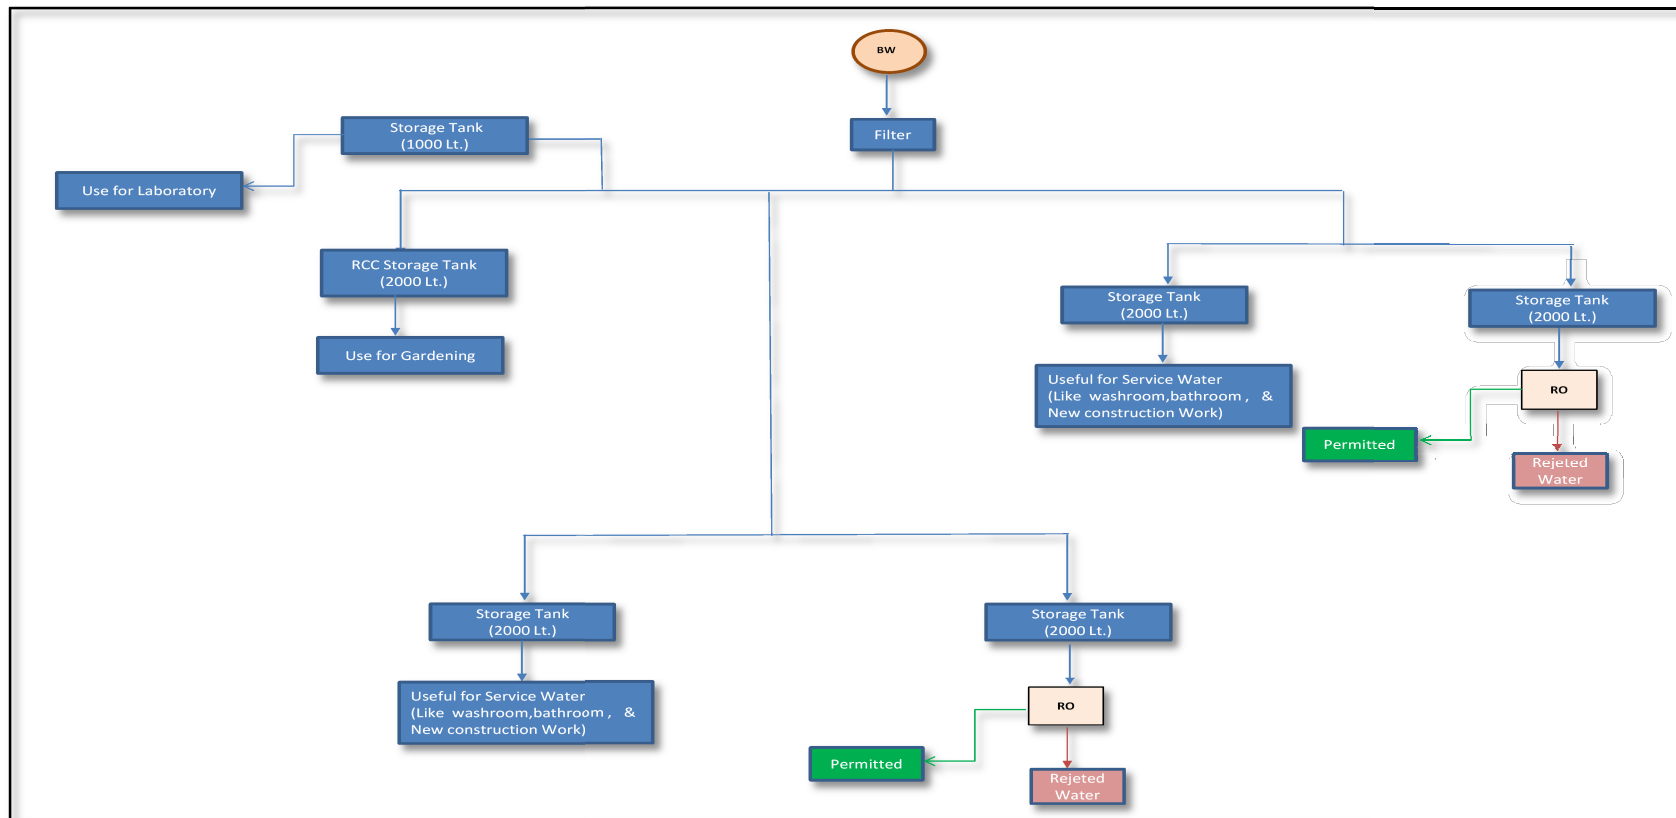 BW
Filter
Storage Tank
(1000 Lt.)
Use for Laboratory
RCC Storage Tank
(2000 Lt.)
Use for Gardening
Storage Tank
(2000 Lt.)
Useful for Service Water
(Like washroom,bathroom , &
New construction Work)
Storage Tank
(2000 Lt.)
RO
Permitted
Rejeted
Water
Storage Tank
(2000 Lt.)
Useful for Service Water
(Like washroom,bathroom , &
New construction Work)
Storage Tank
(2000 Lt.)
RO
Permitted
Rejeted
Water